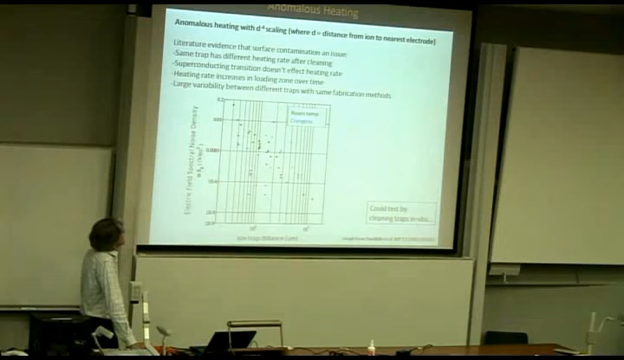 Anomalous Heating
Anomalous heating with d⁻⁴ scaling (where d = distance from ion to nearest electrode)
Literature evidence that surface contamination an issue:
-Same trap has different heating rate after cleaning
-Superconducting transition doesn't effect heating rate
-Heating rate increases in loading zone over time
-Large variability between different traps with same fabrication methods
Room temp
Cryogenic
Electric Field Spectral Noise Density
Ion-trap distance (um)
Could test by
cleaning traps in-situ...